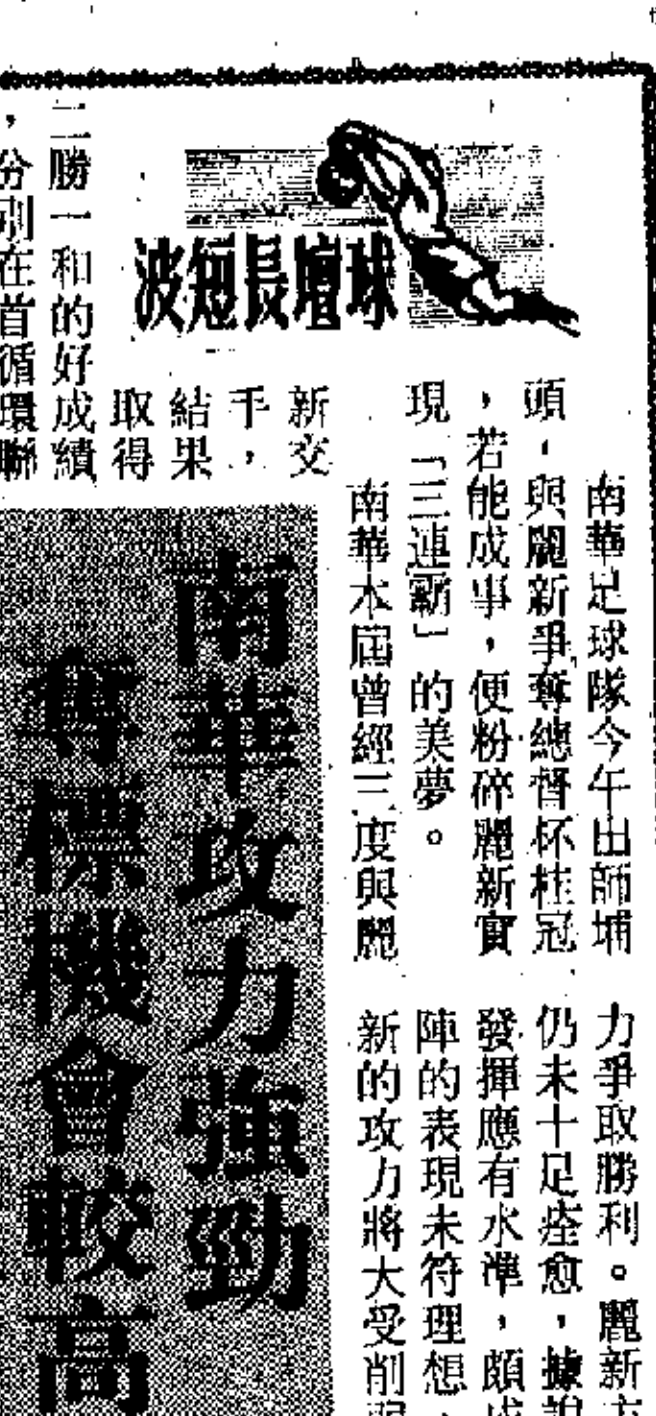 球壇長短波
南華攻力強勁
奪標機會較高
南華足球隊今午出師埔
頭，與麗新爭奪總督杯桂冠
，若能成事，便粉碎麗新實
現「三連霸」的美夢。
南華本屆曾經三度與麗
新交
手，
結果
取得
二勝一和的好成績
，分別在首循環聯
力爭取勝利。麗新
仍未十足痊愈，據說
發揮應有水準，頗
陣的表現未符理想，
新的攻力將大受削